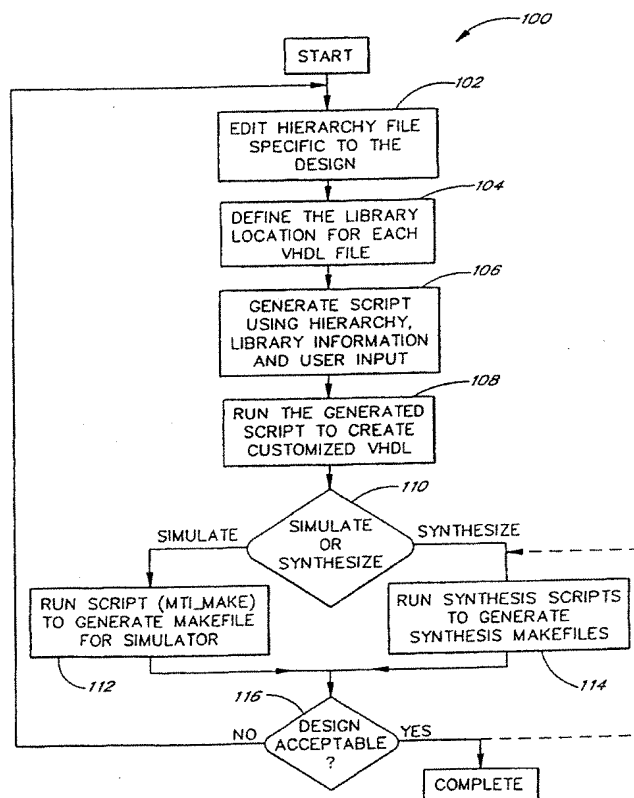 100
START
102
EDIT HIERARCHY FILE
SPECIFIC TO THE
DESIGN
104
DEFINE THE LIBRARY
LOCATION FOR EACH
VHDL FILE
106
GENERATE SCRIPT
USING HIERARCHY,
LIBRARY INFORMATION
AND USER INPUT
108
RUN THE GENERATED
SCRIPT TO CREATE
CUSTOMIZED VHDL
110
SIMULATE
SIMULATE
OR
SYNTHESIZE
SYNTHESIZE
RUN SCRIPT (MTI_MAKE)
TO GENERATE MAKEFILE
FOR SIMULATOR
112
RUN SYNTHESIS SCRIPTS
TO GENERATE
SYNTHESIS MAKEFILES
114
116
NO
DESIGN
ACCEPTABLE
?
YES
COMPLETE